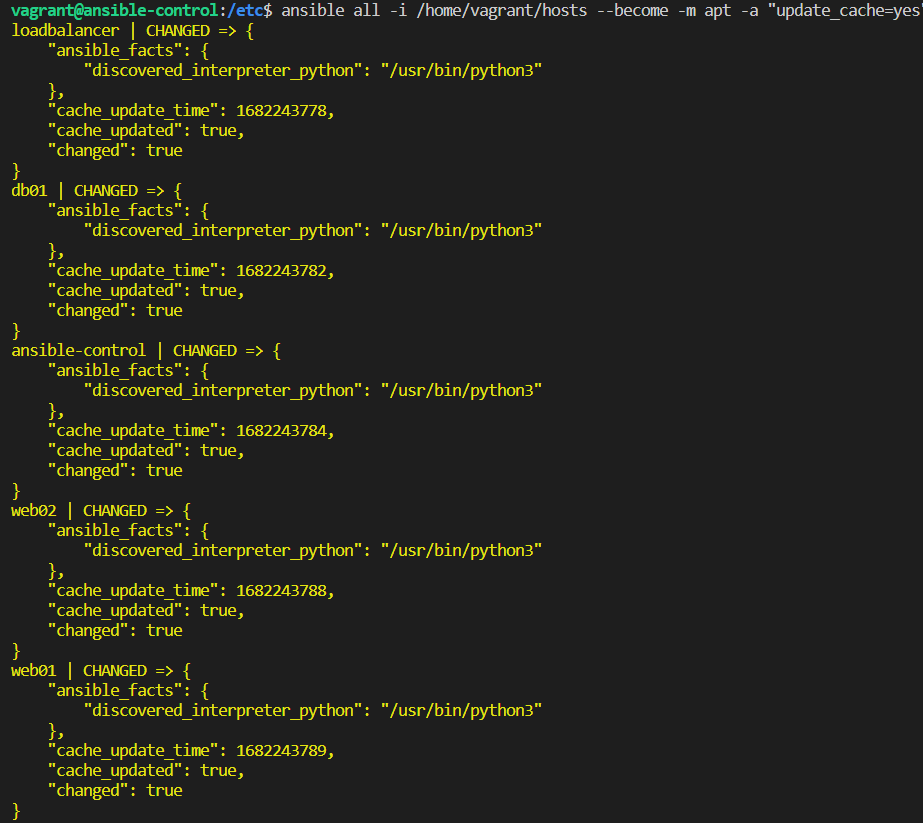 vagrant@ansible-control:/etc$ ansible all -i /home/vagrant/hosts --become -m apt -a "update_cache=yes"
loadbalancer | CHANGED => {
    "ansible_facts": {
        "discovered_interpreter_python": "/usr/bin/python3"
    },
    "cache_update_time": 1682243778,
    "cache_updated": true,
    "changed": true
}
db01 | CHANGED => {
    "ansible_facts": {
        "discovered_interpreter_python": "/usr/bin/python3"
    },
    "cache_update_time": 1682243782,
    "cache_updated": true,
    "changed": true
}
ansible-control | CHANGED => {
    "ansible_facts": {
        "discovered_interpreter_python": "/usr/bin/python3"
    },
    "cache_update_time": 1682243784,
    "cache_updated": true,
    "changed": true
}
web02 | CHANGED => {
    "ansible_facts": {
        "discovered_interpreter_python": "/usr/bin/python3"
    },
    "cache_update_time": 1682243788,
    "cache_updated": true,
    "changed": true
}
web01 | CHANGED => {
    "ansible_facts": {
        "discovered_interpreter_python": "/usr/bin/python3"
    },
    "cache_update_time": 1682243789,
    "cache_updated": true,
    "changed": true
}